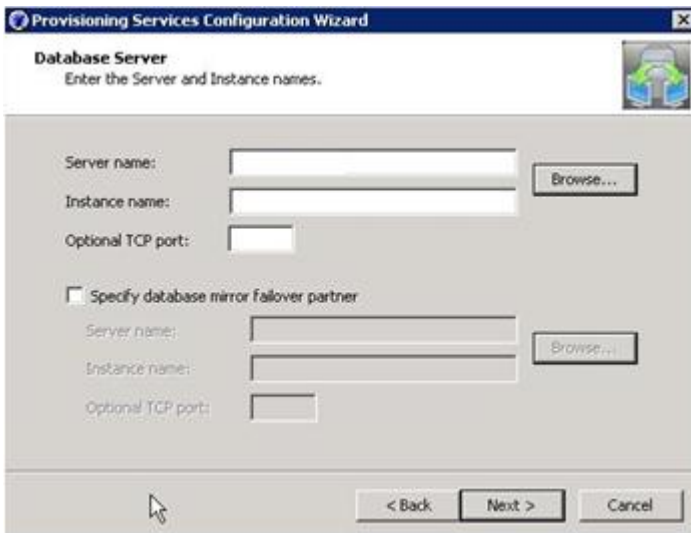 Provisioning Services Configuration Wizard
Database Server
Enter the Server and Instance names.
Server name:
Browse...
Instance name:
Optional TCP port:
Specify database mirror failover partner
Server name:
Browse...
Instance name:
Optional TCP port:
< Back Next > Cancel